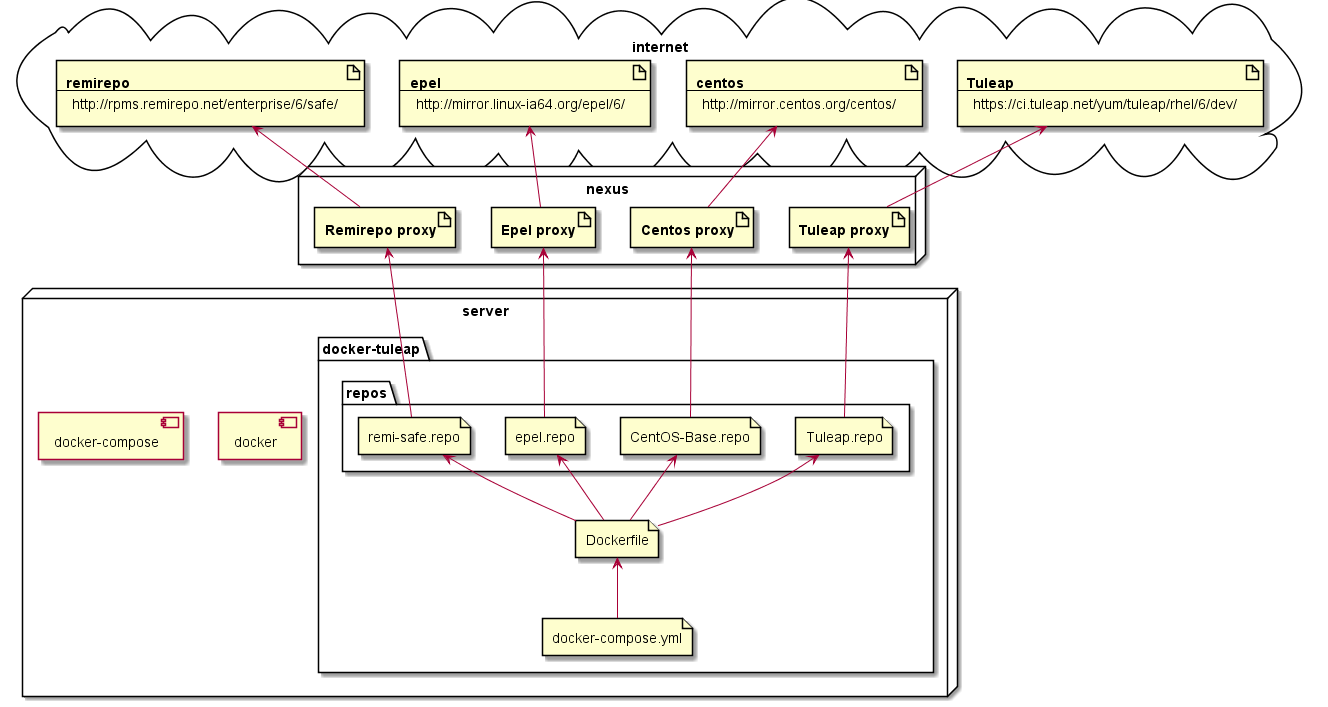 internet
remirepo
http://rpms.remirepo.net/enterprise/6/safe/
epel
http://mirror.linux-ia64.org/epel/6/
centos
http://mirror.centos.org/centos/
Tuleap
https://ci.tuleap.net/yum/tuleap/rhel/6/dev/
nexus
Remirepo proxy
Epel proxy
Centos proxy
Tuleap proxy
server
docker-tuleap
repos
remi-safe.repo
epel.repo
CentOS-Base.repo
Tuleap.repo
docker-compose
docker
Dockerfile
docker-compose.yml